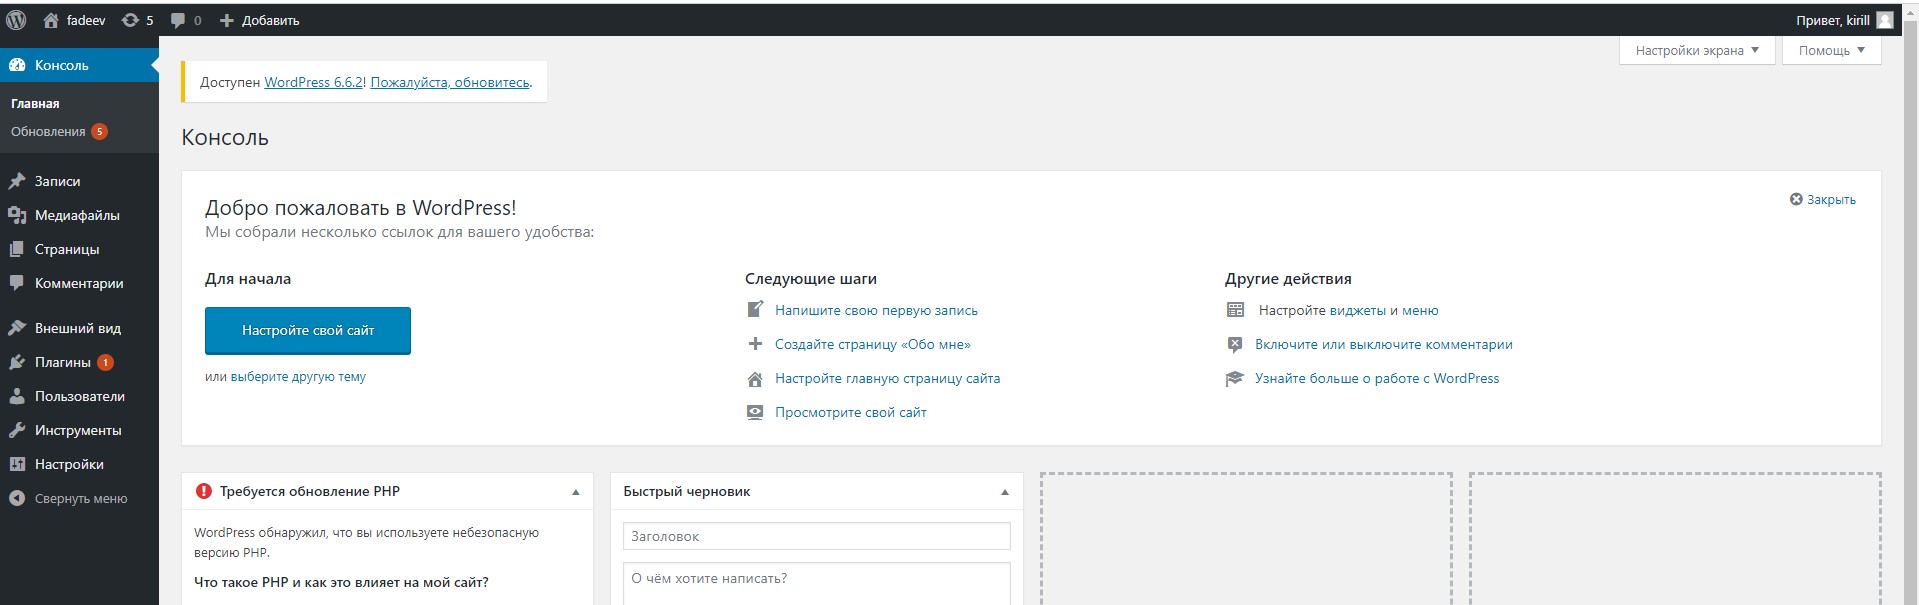 fadeev 5 0 Добавить Привет, kirill
Настройки экрана Помощь
Консоль
Главная
Обновления 5
Записи
Медиафайлы
Страницы
Комментарии
Внешний вид
Плагины 1
Пользователи
Инструменты
Настройки
Свернуть меню
Доступен WordPress 6.6.2! Пожалуйста, обновитесь.
Консоль
Добро пожаловать в WordPress!
Закрыть
Мы собрали несколько ссылок для вашего удобства:
Для начала
Настройте свой сайт
или выберите другую тему
Следующие шаги
Напишите свою первую запись
Создайте страницу «Обо мне»
Настройте главную страницу сайта
Просмотрите свой сайт
Другие действия
Настройте виджеты и меню
Включите или выключите комментарии
Узнайте больше о работе с WordPress
Требуется обновление PHP
WordPress обнаружил, что вы используете небезопасную
версию PHP.
Что такое PHP и как это влияет на мой сайт?
Быстрый черновик
Заголовок
О чём хотите написать?